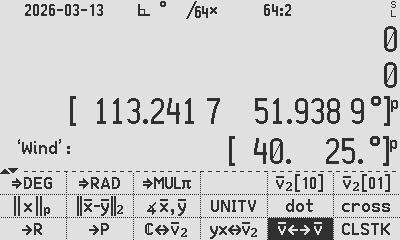 2026-03-13 ⊾ ° /64× 64:2 S L
0
0
[ 113.241 7 51.938 9°]ᵖ
'Wind': [ 40. 25.°]ᵖ
➔DEG ➔RAD ➔MULπ v̅₂[10] v̅₂[01]
‖x‖ₚ ‖x̅-y̅‖₂ ∡x̅,y̅ UNITV dot cross
➔R ➔P ℂ⇔v̅₂ yx⇔v̅₂ v̅←→v̅ CLSTK